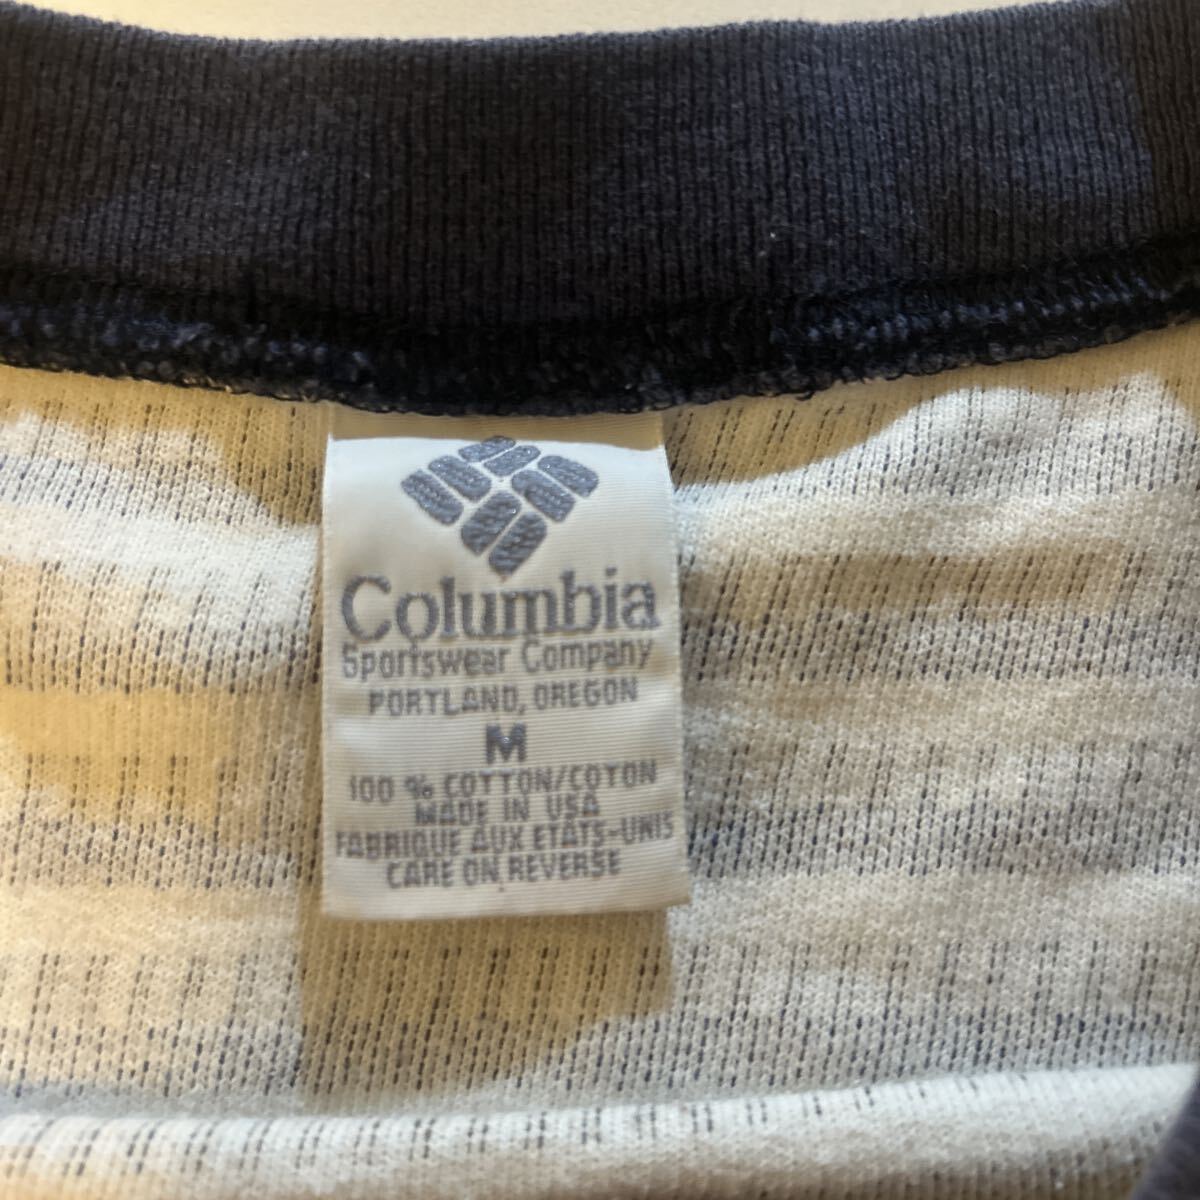 Columbia
Sportswear Company
PORTLAND, OREGON
M
100 % COTTON/COTON
MADE IN USA
FABRIQUE AUX ETATS-UNIS
CARE ON REVERSE